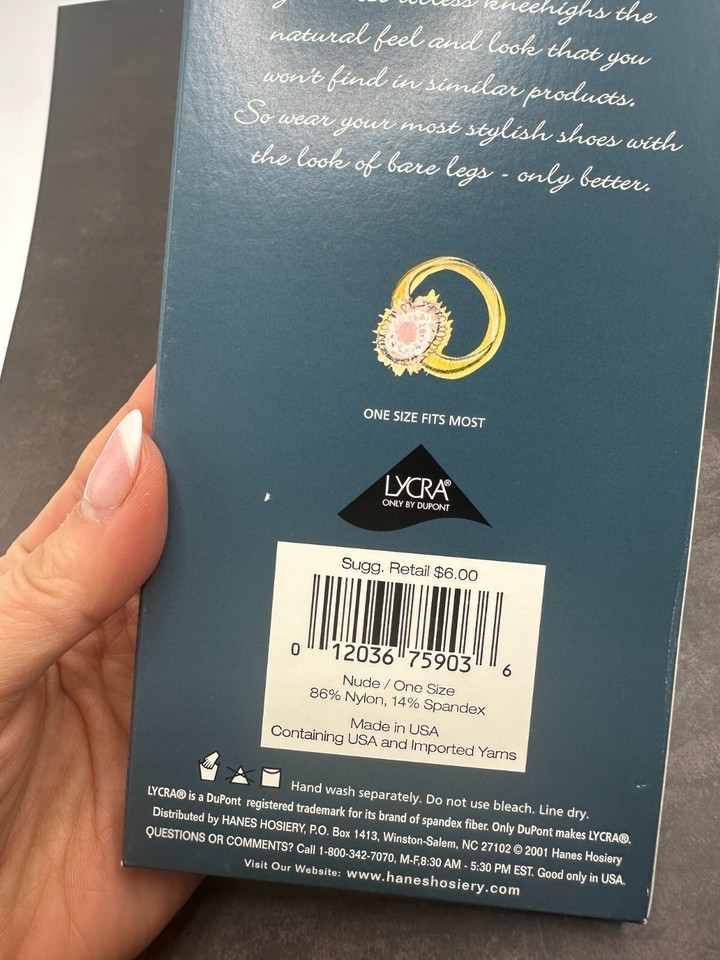 kneehighs the
natural feel and look that you
won't find in similar products.
So wear your most stylish shoes with
the look of bare legs - only better.
ONE SIZE FITS MOST
LYCRA®
ONLY BY DUPONT
Sugg. Retail $6.00
0 12036 75903 6
Nude / One Size
86% Nylon, 14% Spandex
Made in USA
Containing USA and Imported Yarns
Hand wash separately. Do not use bleach. Line dry.
LYCRA® is a DuPont registered trademark for its brand of spandex fiber. Only DuPont makes LYCRA®.
Distributed by HANES HOSIERY, P.O. Box 1413, Winston-Salem, NC 27102 © 2001 Hanes Hosiery
QUESTIONS OR COMMENTS? Call 1-800-342-7070, M-F,8:30 AM - 5:30 PM EST. Good only in USA.
Visit Our Website: www.haneshosiery.com